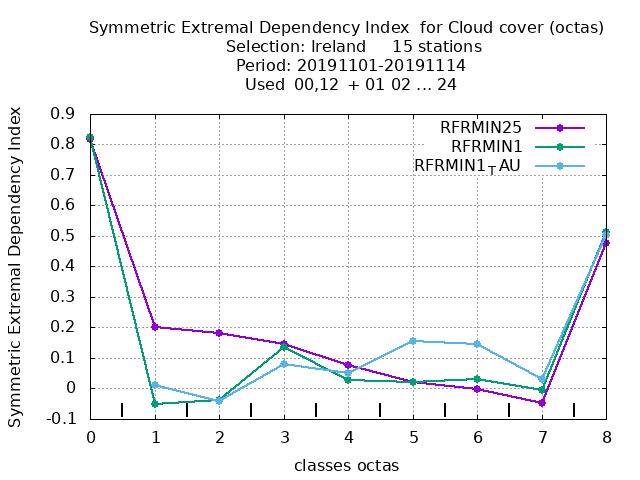 Symmetric Extremal Dependency Index  for Cloud cover (octas)
Selection: Ireland     15 stations
Period: 20191101-20191114
Used  00,12  + 01 02 ... 24
Symmetric Extremal Dependency Index
0.9
0.8
0.7
0.6
0.5
0.4
0.3
0.2
0.1
0
-0.1
RFRMIN25
RFRMIN1
RFRMIN1TAU
0 1 2 3 4 5 6 7 8
classes octas